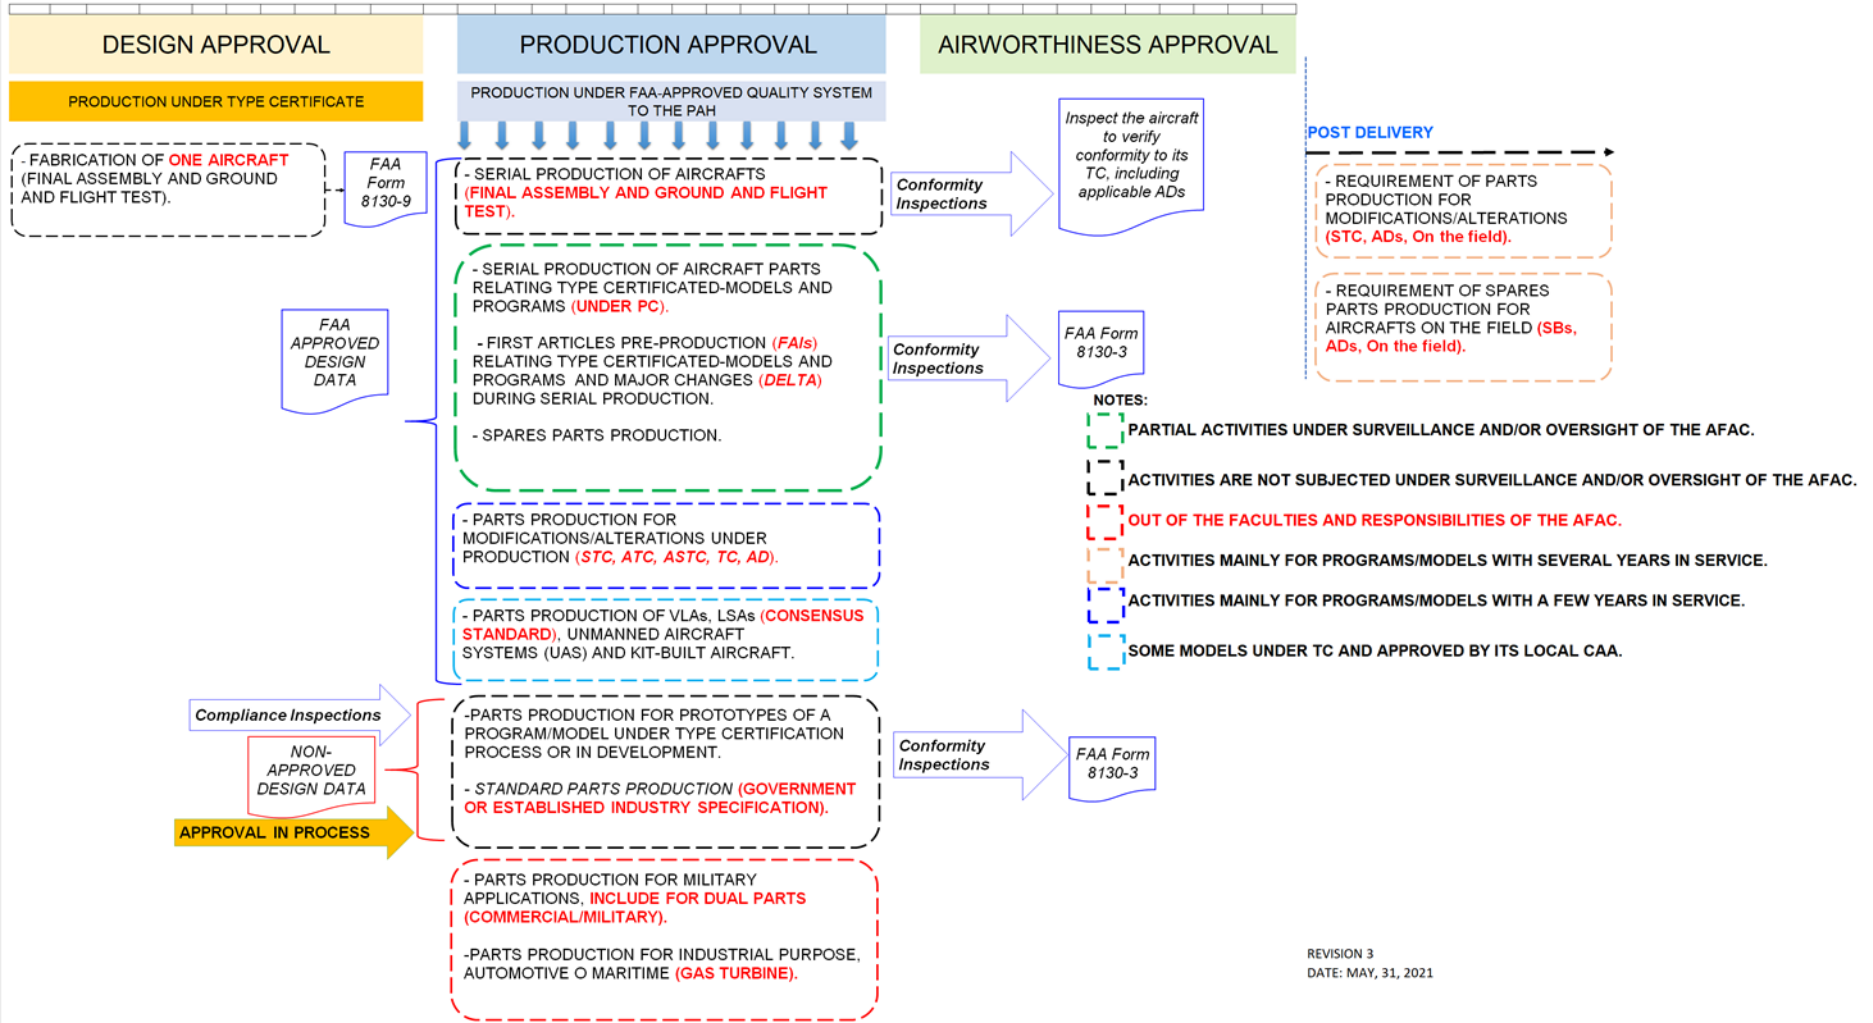 DESIGN APPROVAL
PRODUCTION UNDER TYPE CERTIFICATE
- FABRICATION OF ONE AIRCRAFT
(FINAL ASSEMBLY AND GROUND
AND FLIGHT TEST).
FAA
Form
8130-9
FAA
APPROVED
DESIGN
DATA
Compliance Inspections
NON-
APPROVED
DESIGN DATA
APPROVAL IN PROCESS
PRODUCTION APPROVAL
PRODUCTION UNDER FAA-APPROVED QUALITY SYSTEM
TO THE PAH
- SERIAL PRODUCTION OF AIRCRAFTS
(FINAL ASSEMBLY AND GROUND AND FLIGHT
TEST).
- SERIAL PRODUCTION OF AIRCRAFT PARTS
RELATING TYPE CERTIFICATED-MODELS AND
PROGRAMS (UNDER PC).
- FIRST ARTICLES PRE-PRODUCTION (FAIs)
RELATING TYPE CERTIFICATED-MODELS AND
PROGRAMS AND MAJOR CHANGES (DELTA)
DURING SERIAL PRODUCTION.
- SPARES PARTS PRODUCTION.
- PARTS PRODUCTION FOR
MODIFICATIONS/ALTERATIONS UNDER
PRODUCTION (STC, ATC, ASTC, TC, AD).
- PARTS PRODUCTION OF VLAs, LSAs (CONSENSUS
STANDARD), UNMANNED AIRCRAFT
SYSTEMS (UAS) AND KIT-BUILT AIRCRAFT.
-PARTS PRODUCTION FOR PROTOTYPES OF A
PROGRAM/MODEL UNDER TYPE CERTIFICATION
PROCESS OR IN DEVELOPMENT.
- STANDARD PARTS PRODUCTION (GOVERNMENT
OR ESTABLISHED INDUSTRY SPECIFICATION).
- PARTS PRODUCTION FOR MILITARY
APPLICATIONS, INCLUDE FOR DUAL PARTS
(COMMERCIAL/MILITARY).
-PARTS PRODUCTION FOR INDUSTRIAL PURPOSE,
AUTOMOTIVE O MARITIME (GAS TURBINE).
AIRWORTHINESS APPROVAL
Conformity
Inspections
Inspect the aircraft
to verify
conformity to its
TC, including
applicable ADs
Conformity
Inspections
FAA Form
8130-3
Conformity
Inspections
FAA Form
8130-3
POST DELIVERY
- REQUIREMENT OF PARTS
PRODUCTION FOR
MODIFICATIONS/ALTERATIONS
(STC, ADs, On the field).
- REQUIREMENT OF SPARES
PARTS PRODUCTION FOR
AIRCRAFTS ON THE FIELD (SBs,
ADs, On the field).
NOTES:
PARTIAL ACTIVITIES UNDER SURVEILLANCE AND/OR OVERSIGHT OF THE AFAC.
ACTIVITIES ARE NOT SUBJECTED UNDER SURVEILLANCE AND/OR OVERSIGHT OF THE AFAC.
OUT OF THE FACULTIES AND RESPONSIBILITIES OF THE AFAC.
ACTIVITIES MAINLY FOR PROGRAMS/MODELS WITH SEVERAL YEARS IN SERVICE.
ACTIVITIES MAINLY FOR PROGRAMS/MODELS WITH A FEW YEARS IN SERVICE.
SOME MODELS UNDER TC AND APPROVED BY ITS LOCAL CAA.
REVISION 3
DATE: MAY, 31, 2021